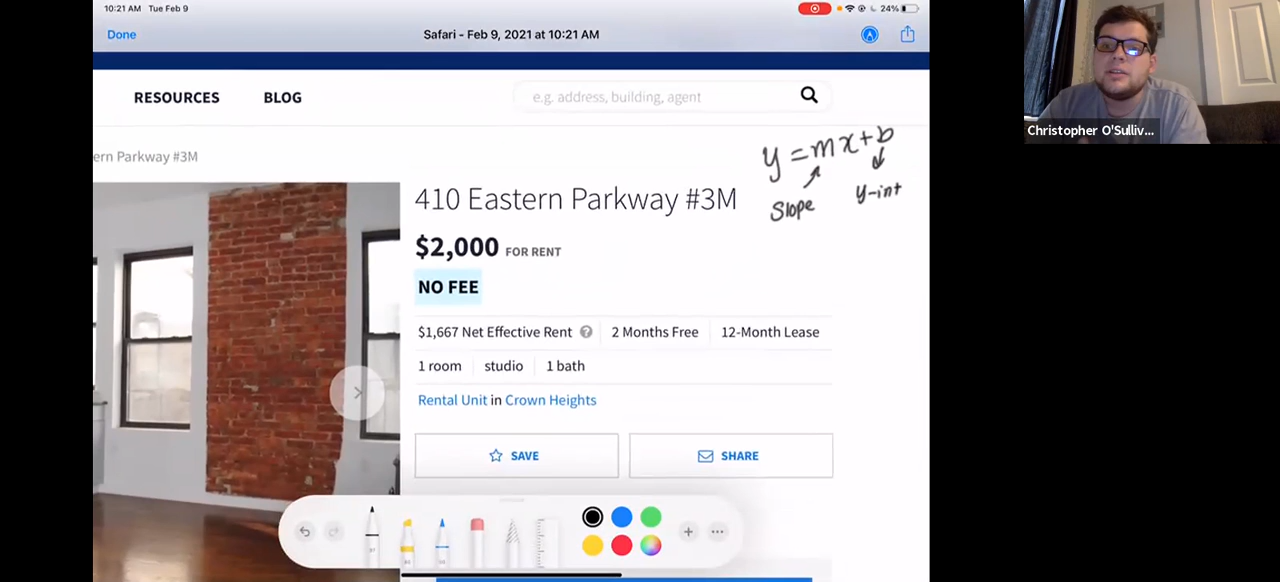 10:21 AM Tue Feb 9
24%
Done
Safari - Feb 9, 2021 at 10:21 AM
RESOURCES BLOG
e.g. address, building, agent
ern Parkway #3M
y = mx + b
Slope
y-int
410 Eastern Parkway #3M
$2,000 FOR RENT
NO FEE
$1,667 Net Effective Rent ? 2 Months Free 12-Month Lease
1 room studio 1 bath
Rental Unit in Crown Heights
SAVE
SHARE
Christopher O'Sulliv...